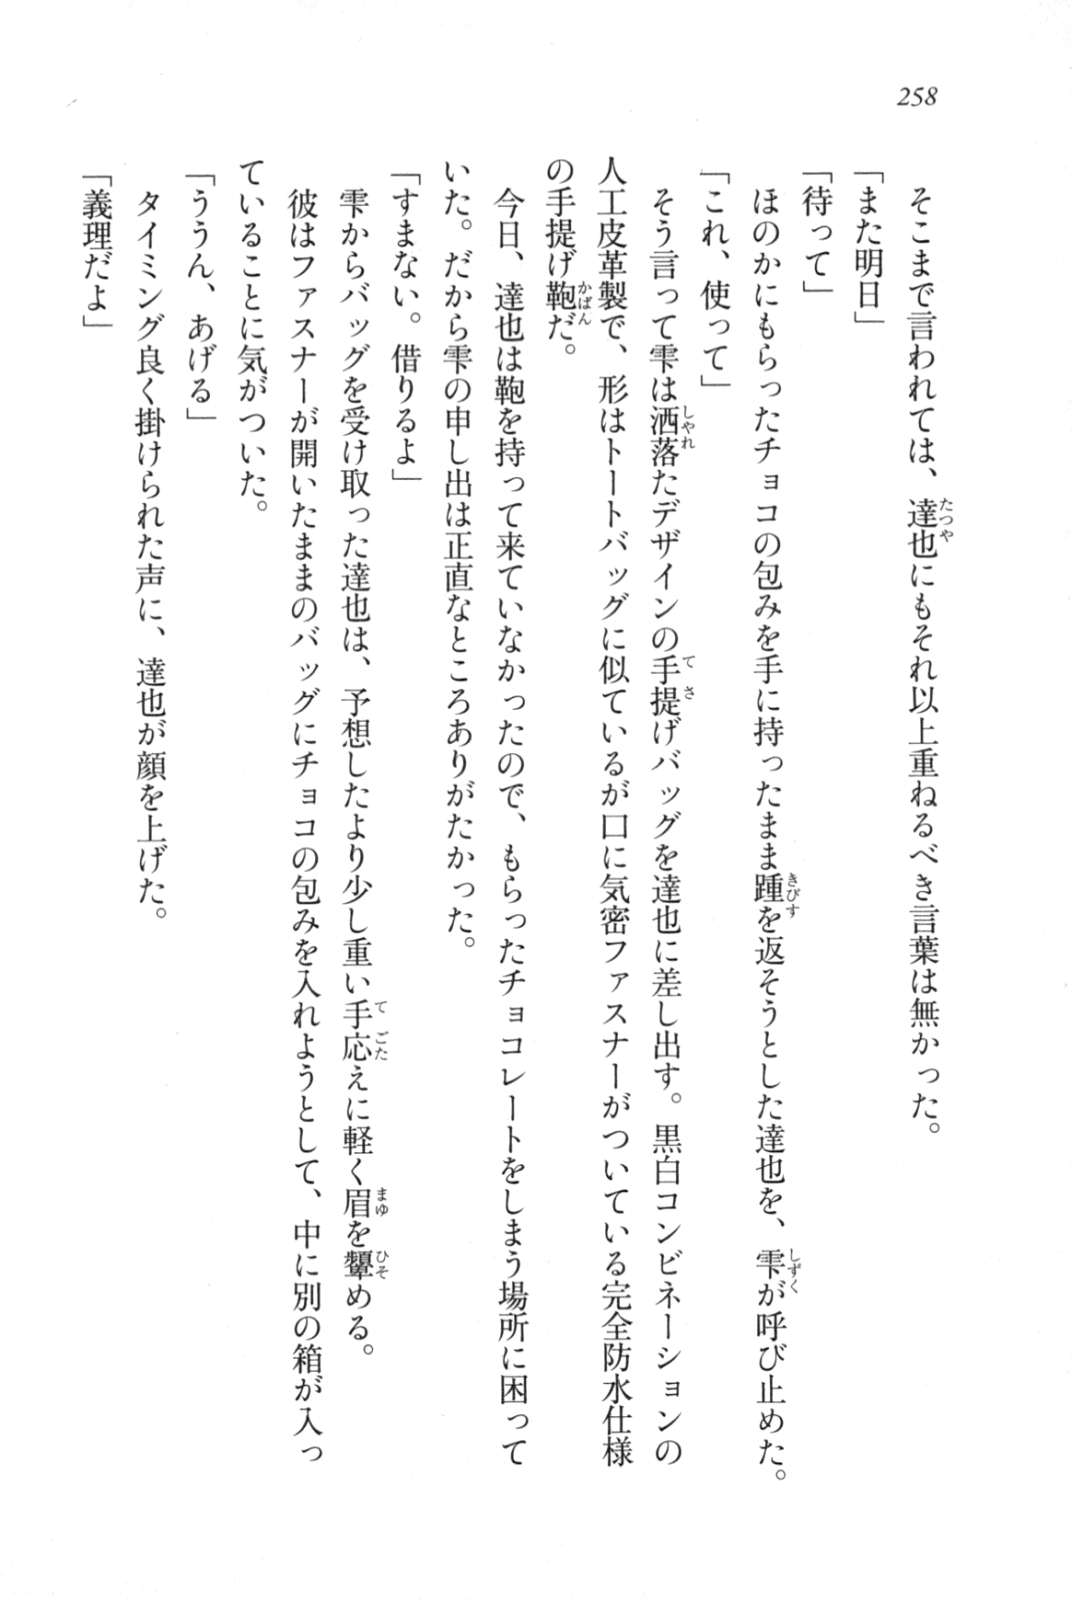 258
そこまで言われては、達也にもそれ以上重ねるべき言葉は無かった。
「また明日」
「待って」
ほのかにもらったチョコの包みを手に持ったまま踵を返そうとした達也を、雫が呼び止めた。
「これ、使って」
そう言って雫は洒落たデザインの手提げバッグを達也に差し出す。黒白コンビネーションの
人工皮革製で、形はトートバッグに似ているが口に気密ファスナーがついている完全防水仕様
の手提げ鞄だ。
今日、達也は鞄を持って来ていなかったので、もらったチョコレートをしまう場所に困って
いた。だから雫の申し出は正直なところありがたかった。
「すまない。借りるよ」
雫からバッグを受け取った達也は、予想したより少し重い手応えに軽く眉を顰める。
彼はファスナーが開いたままのバッグにチョコの包みを入れようとして、中に別の箱が入っ
ていることに気がついた。
「ううん、あげる」
タイミング良く掛けられた声に、達也が顔を上げた。
「義理だよ」